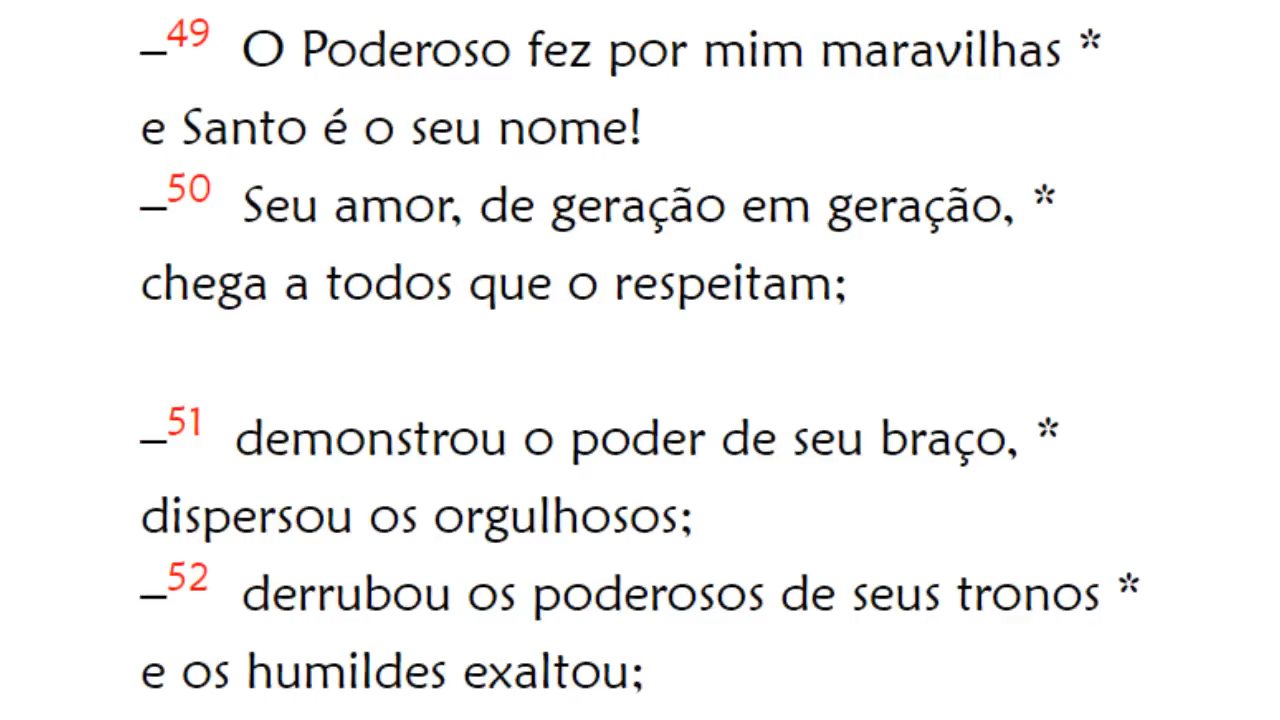 –49 O Poderoso fez por mim maravilhas *
e Santo é o seu nome!
–50 Seu amor, de geração em geração, *
chega a todos que o respeitam;
–51 demonstrou o poder de seu braço, *
dispersou os orgulhosos;
–52 derrubou os poderosos de seus tronos *
e os humildes exaltou;